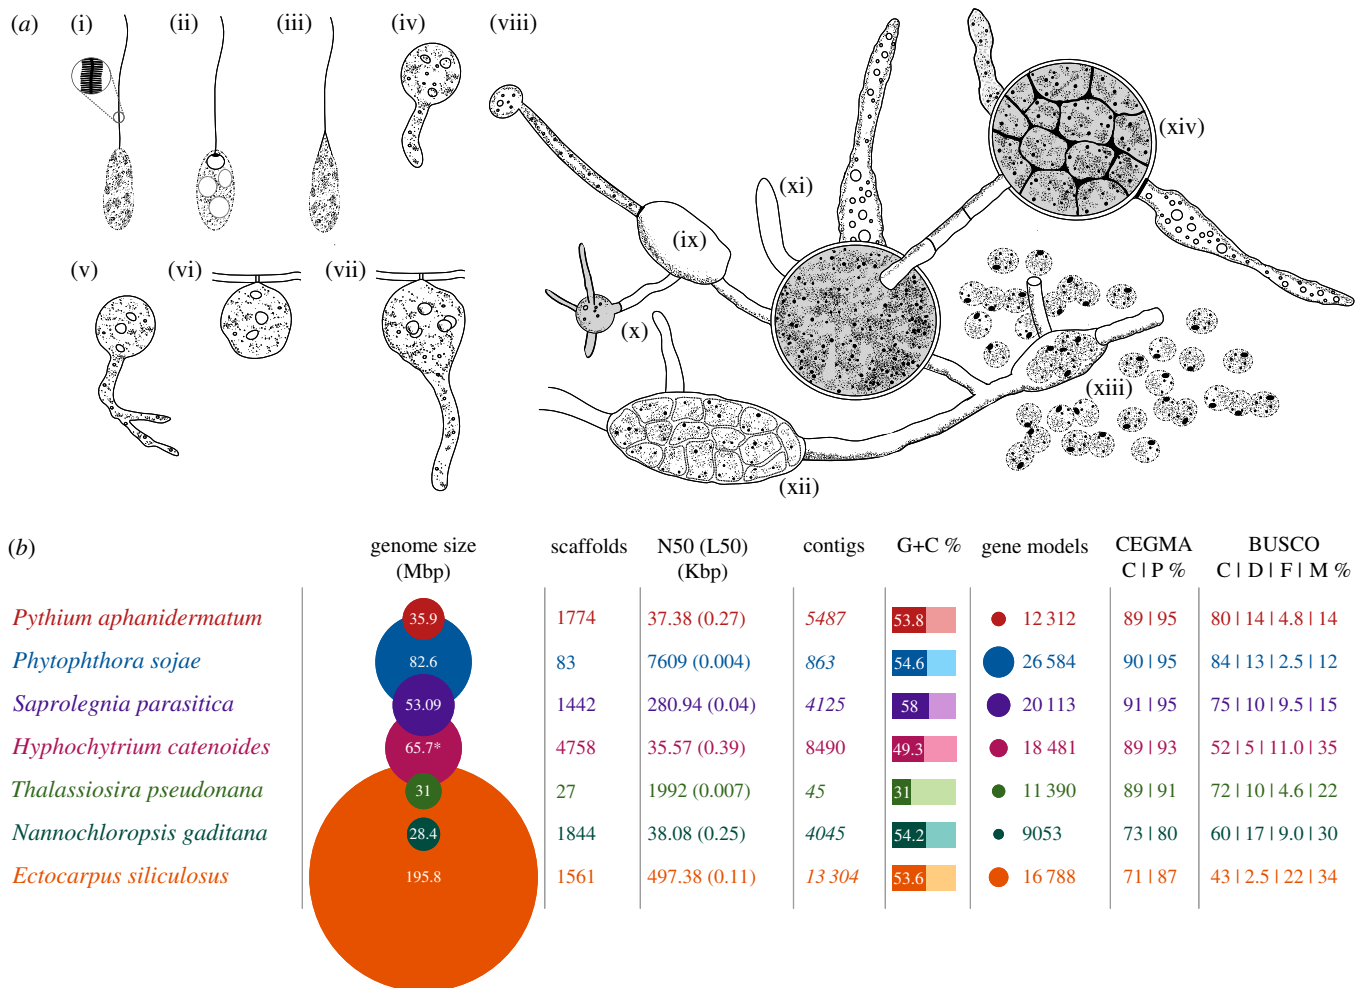 (a) (i) (ii) (iii) (iv) (viii)
(xiv)
(xi)
(ix)
(v) (vi) (vii)
(x)
(xiii)
(xii)
(b) genome size (Mbp) scaffolds N50 (L50) (Kbp) contigs G+C % gene models CEGMA C | P % BUSCO C | D | F | M %
Pythium aphanidermatum 35.9 1774 37.38 (0.27) 5487 53.8 12 312 89 | 95 80 | 14 | 4.8 | 14
Phytophthora sojae 82.6 83 7609 (0.004) 863 54.6 26 584 90 | 95 84 | 13 | 2.5 | 12
Saprolegnia parasitica 53.09 1442 280.94 (0.04) 4125 58 20 113 91 | 95 75 | 10 | 9.5 | 15
Hyphochytrium catenoides 65.7* 4758 35.57 (0.39) 8490 49.3 18 481 89 | 93 52 | 5 | 11.0 | 35
Thalassiosira pseudonana 31 27 1992 (0.007) 45 31 11 390 89 | 91 72 | 10 | 4.6 | 22
Nannochloropsis gaditana 28.4 1844 38.08 (0.25) 4045 54.2 9053 73 | 80 60 | 17 | 9.0 | 30
Ectocarpus siliculosus 195.8 1561 497.38 (0.11) 13 304 53.6 16 788 71 | 87 43 | 2.5 | 22 | 34